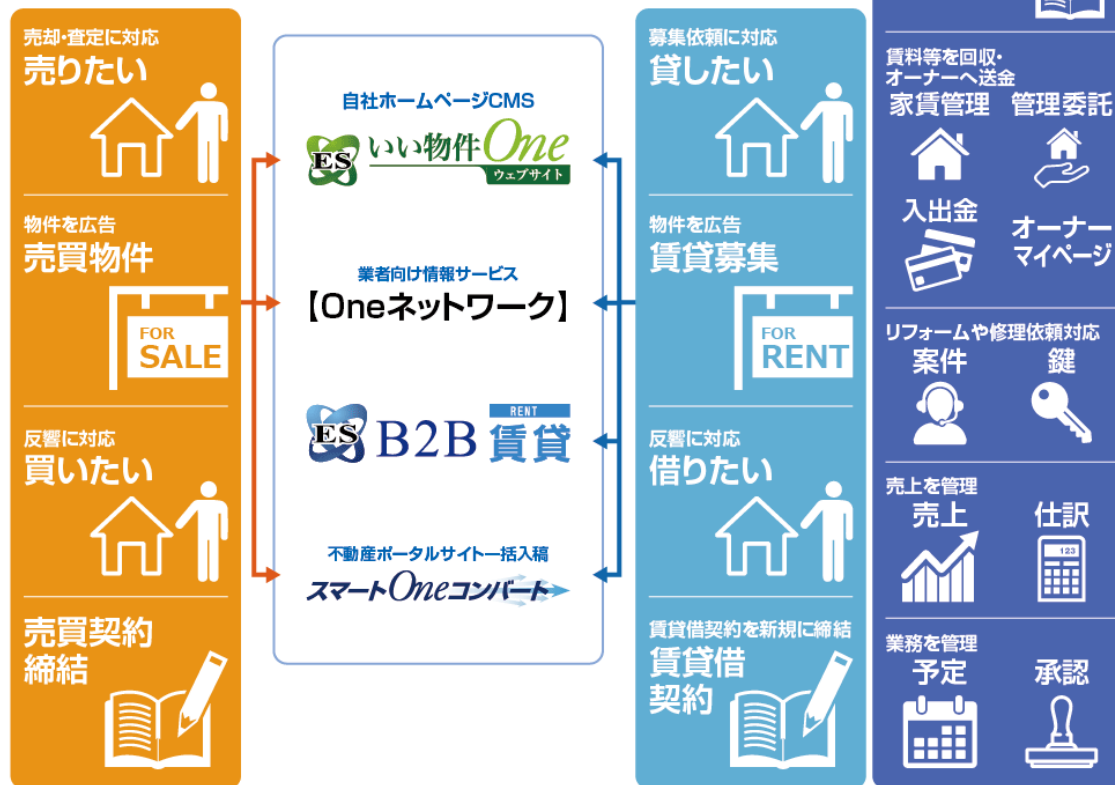 売却・査定に対応
売りたい
物件を広告
売買物件
FOR
SALE
反響に対応
買いたい
売買契約
締結
自社ホームページCMS
ES いい物件One
ウェブサイト
業者向け情報サービス
【Oneネットワーク】
ES B2B RENT 賃貸
不動産ポータルサイト一括入稿
スマートOneコンバート
募集依頼に対応
貸したい
物件を広告
賃貸募集
FOR
RENT
反響に対応
借りたい
賃貸借契約を新規に締結
賃貸借
契約
賃料等を回収・
オーナーへ送金
家賃管理 管理委託
入出金 オーナー
マイページ
リフォームや修理依頼対応
案件 鍵
売上を管理
売上 仕訳
123
業務を管理
予定 承認